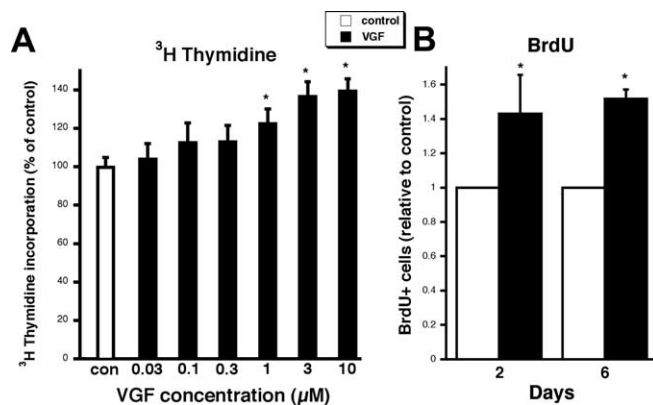 control
VGF
A
³H Thymidine
³H Thymidine incorporation (% of control)
140
120
100
80
60
40
20
0
*
*
*
con 0.03 0.1 0.3 1 3 10
VGF concentration (µM)
B
BrdU
BrdU+ cells (relative to control)
1.6
1.4
1.2
1
0.8
0.6
0.4
0.2
0
*
*
2 6
Days